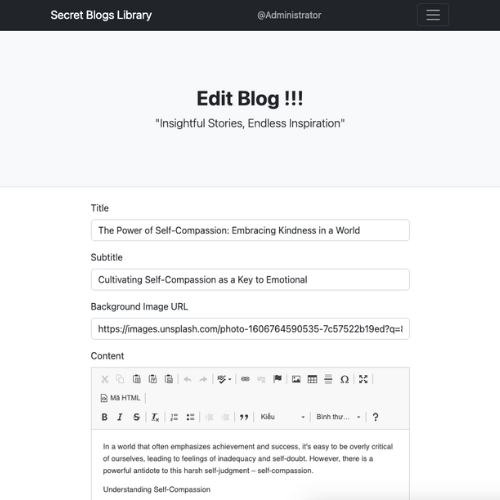 Secret Blogs Library
@Administrator
Edit Blog !!!
"Insightful Stories, Endless Inspiration"
Title
The Power of Self-Compassion: Embracing Kindness in a World
Subtitle
Cultivating Self-Compassion as a Key to Emotional
Background Image URL
https://images.unsplash.com/photo-1606764590535-7c57522b19ed?q=
Content
Mã HTML
B I S Ix
Kiểu
Bình thư...
?
In a world that often emphasizes achievement and success, it's easy to be overly critical
of ourselves, leading to feelings of inadequacy and self-doubt. However, there is a
powerful antidote to this harsh self-judgment – self-compassion.
Understanding Self-Compassion